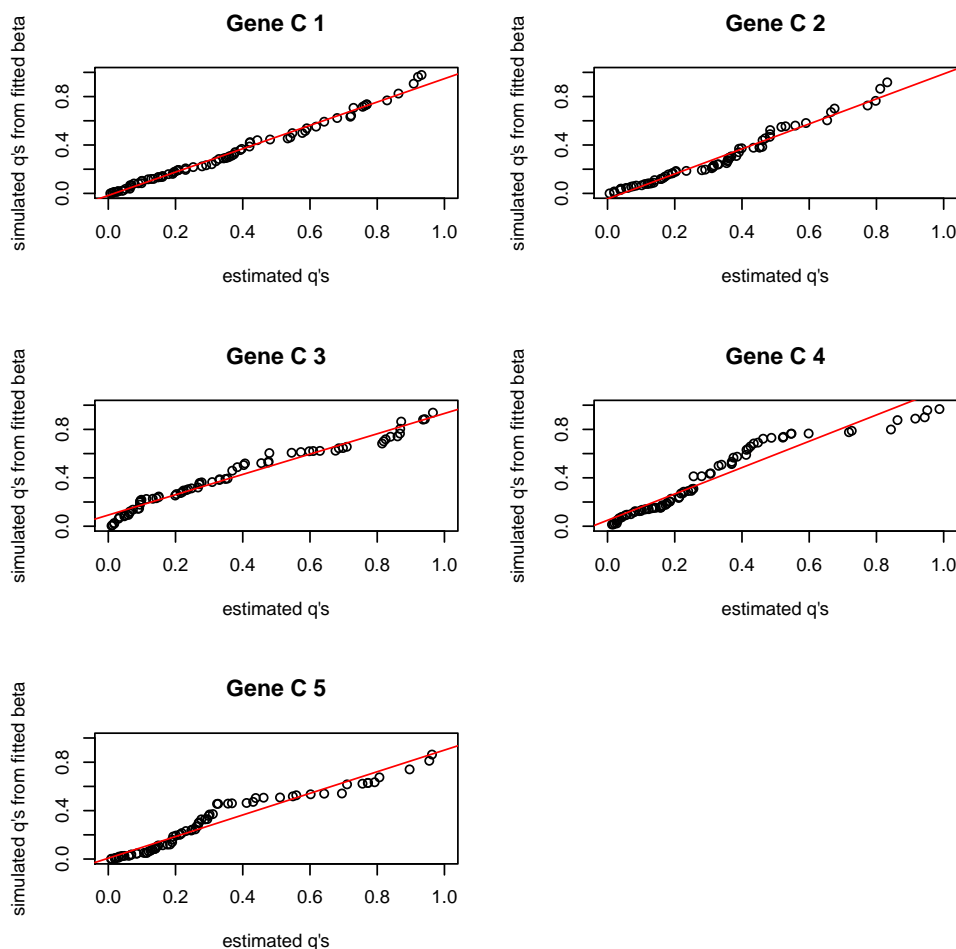 Gene C 1
simulated q's from fitted beta
0.0 0.4 0.8
0.0 0.2 0.4 0.6 0.8 1.0
estimated q's
Gene C 2
simulated q's from fitted beta
0.0 0.4 0.8
0.0 0.2 0.4 0.6 0.8 1.0
estimated q's
Gene C 3
simulated q's from fitted beta
0.0 0.4 0.8
0.0 0.2 0.4 0.6 0.8 1.0
estimated q's
Gene C 4
simulated q's from fitted beta
0.0 0.4 0.8
0.0 0.2 0.4 0.6 0.8 1.0
estimated q's
Gene C 5
simulated q's from fitted beta
0.0 0.4 0.8
0.0 0.2 0.4 0.6 0.8 1.0
estimated q's